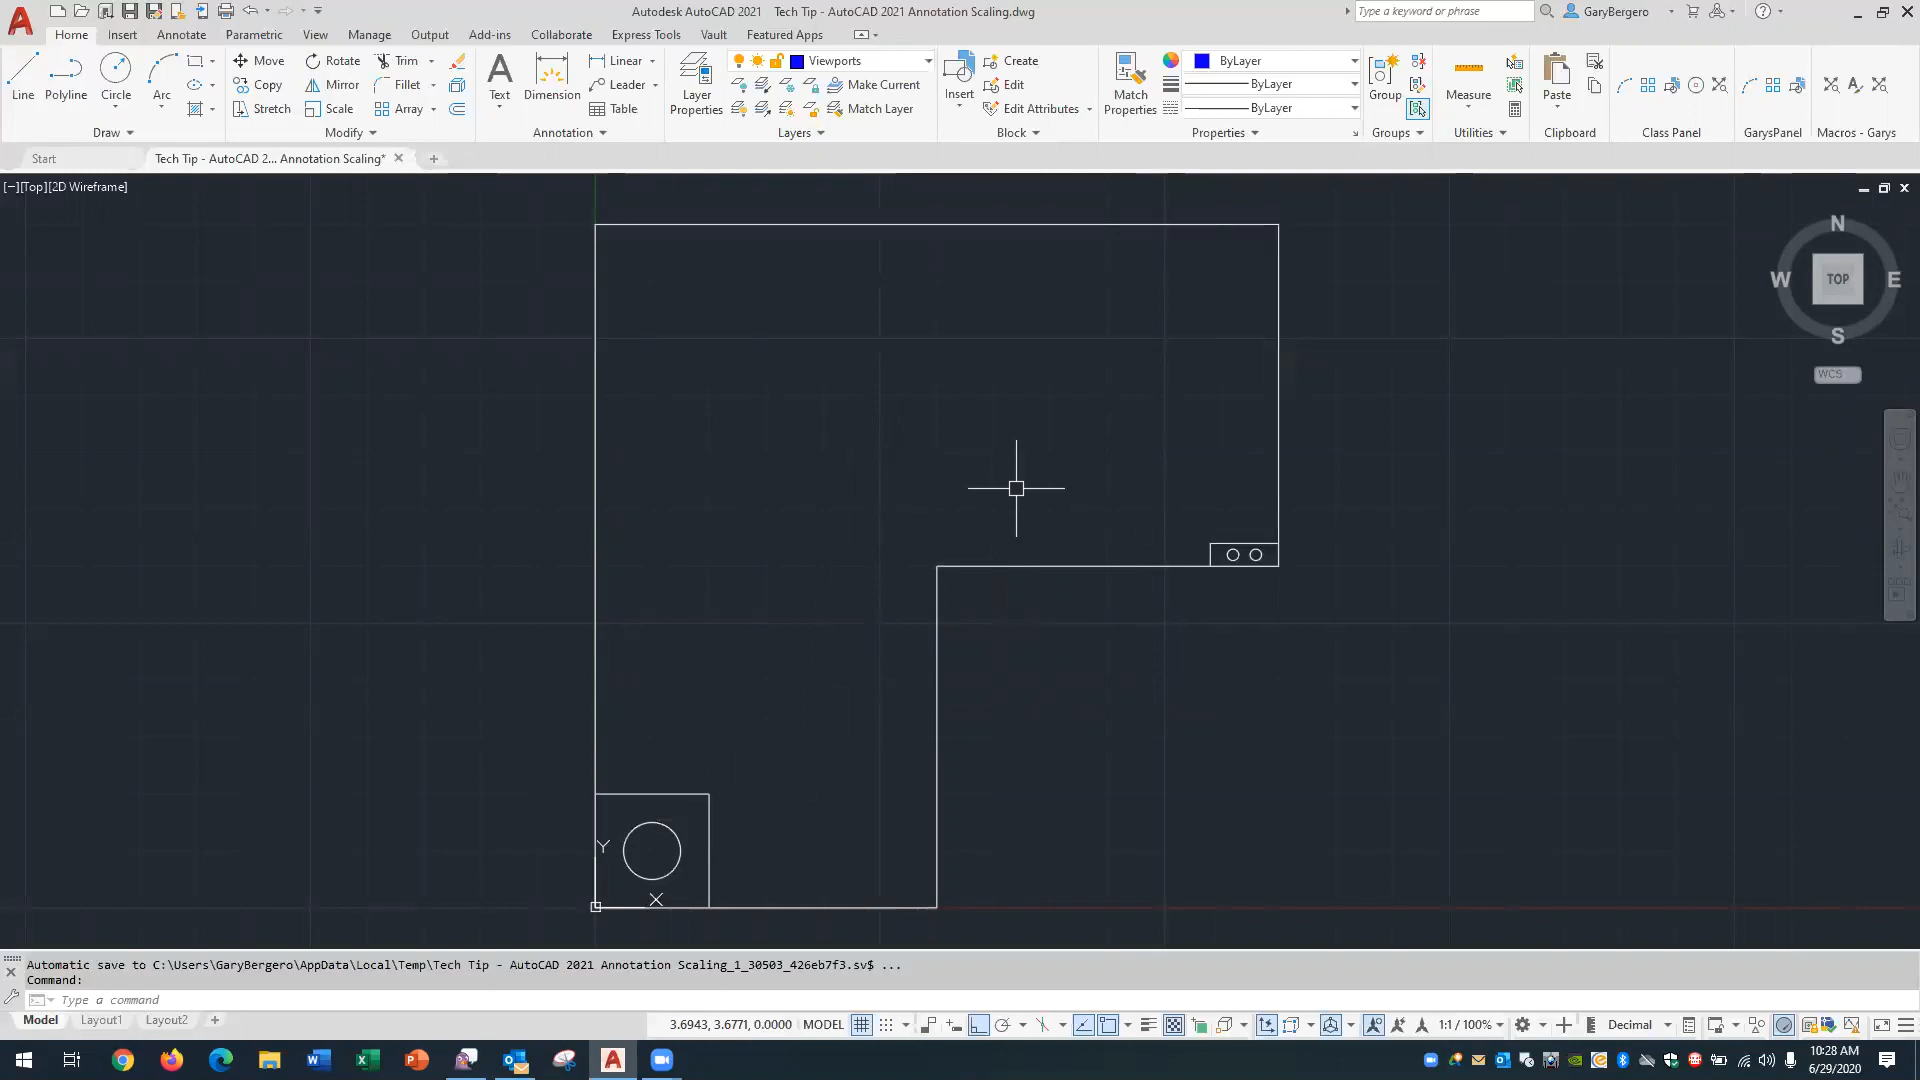 Autodesk AutoCAD 2021 Tech Tip - AutoCAD 2021 Annotation Scaling.dwg
Type a keyword or phrase
GaryBergero
Home Insert Annotate Parametric View Manage Output Add-ins Collaborate Express Tools Vault Featured Apps
Line Polyline Circle Arc
Move Rotate Trim
Copy Mirror Fillet
Stretch Scale Array
Text Dimension
Linear
Leader
Table
Layer Properties
Viewports
Make Current
Match Layer
Insert
Create
Edit
Edit Attributes
Match Properties
ByLayer
ByLayer
ByLayer
Group
Measure
Paste
Draw Modify Annotation Layers Block Properties Groups Utilities Clipboard Class Panel GarysPanel Macros - Garys
Start Tech Tip - AutoCAD 2... Annotation Scaling*
[−][Top][2D Wireframe]
N
W TOP E
S
WCS
Y
X
Automatic save to C:\Users\GaryBergero\AppData\Local\Temp\Tech Tip - AutoCAD 2021 Annotation Scaling_1_30503_426eb7f3.sv$ ...
Command:
Type a command
Model Layout1 Layout2
3.6943, 3.6771, 0.0000 MODEL 1:1 / 100% Decimal
10:28 AM
6/29/2020